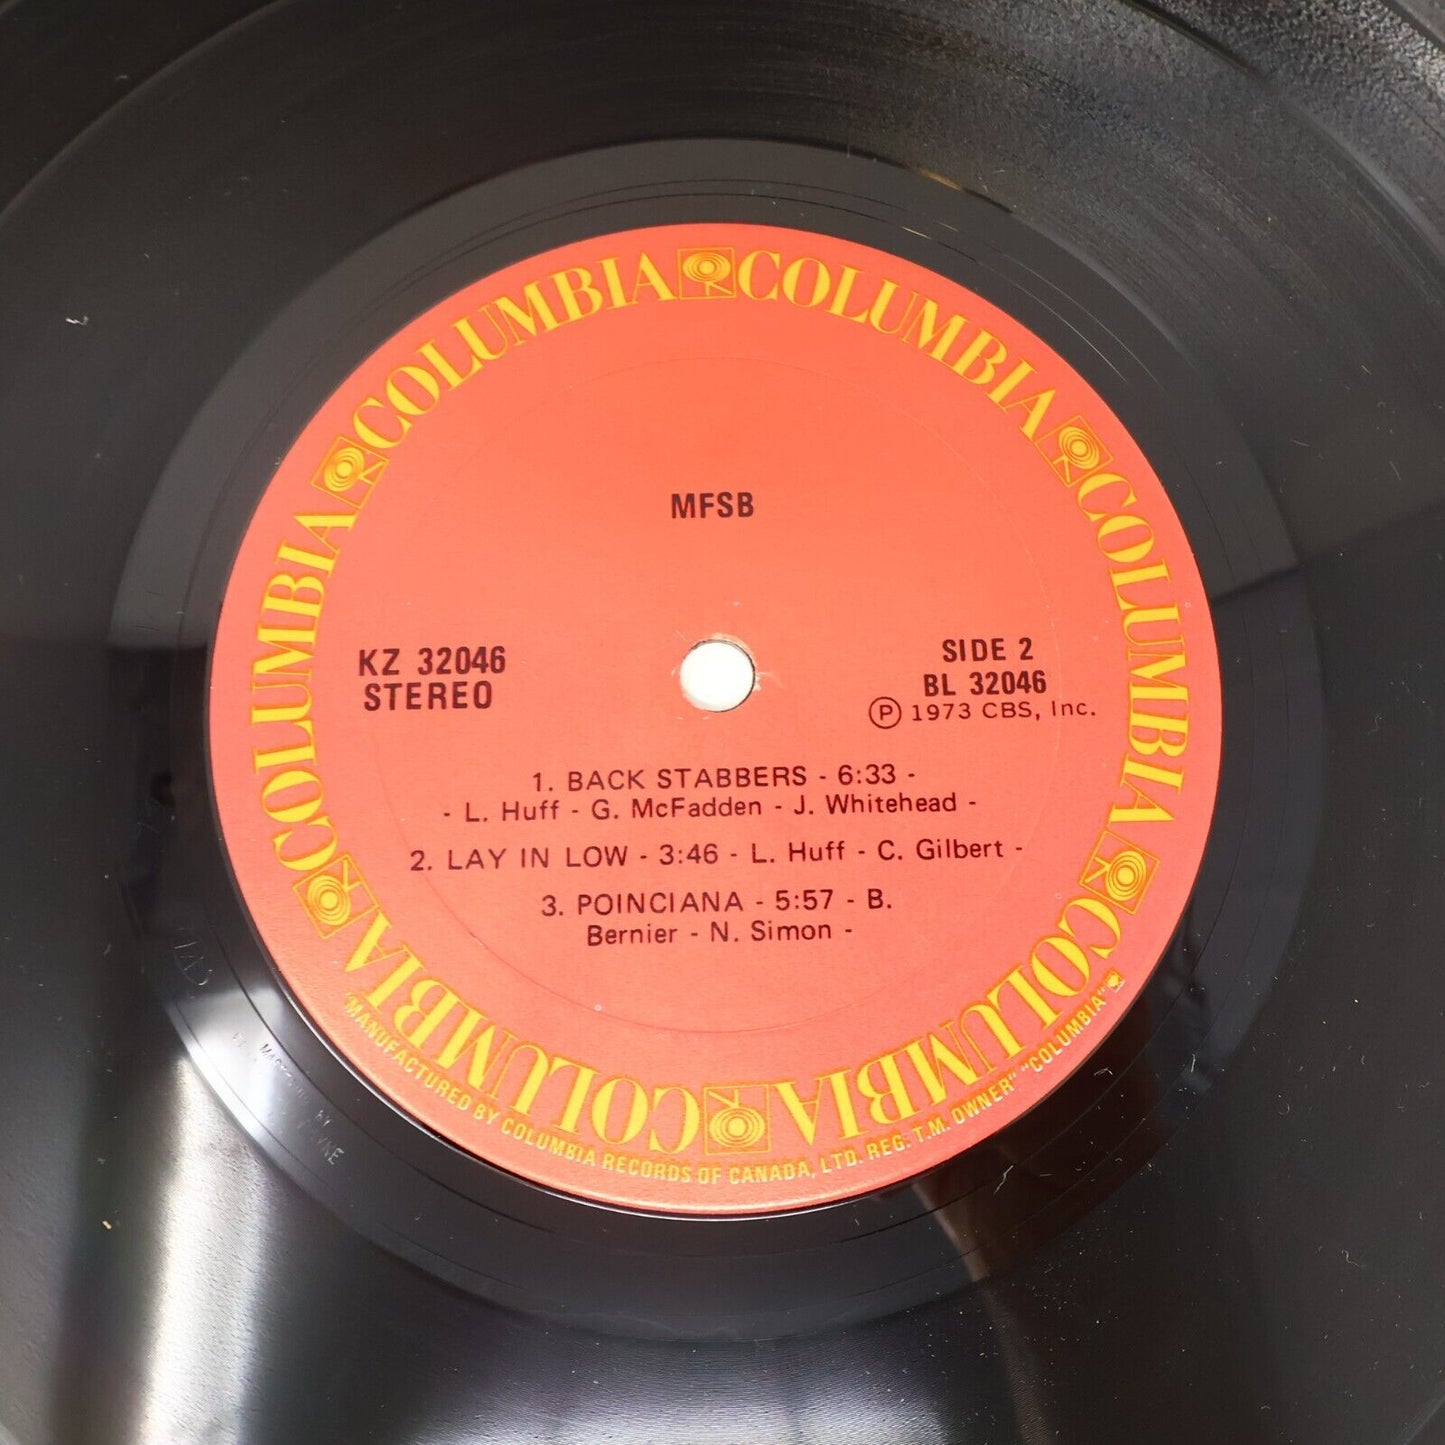 COLUMBIA COLUMBIA COLUMBIA COLUMBIA COLUMBIA COLUMBIA COLUMBIA
MFSB
KZ 32046
STEREO
SIDE 2
BL 32046
Ⓟ 1973 CBS, Inc.
1. BACK STABBERS - 6:33 -
- L. Huff - G. McFadden - J. Whitehead -
2. LAY IN LOW - 3:46 - L. Huff - C. Gilbert -
3. POINCIANA - 5:57 - B.
Bernier - N. Simon -
"MANUFACTURED BY COLUMBIA RECORDS OF CANADA, LTD. REG. T.M. OWNER" "COLUMBIA"